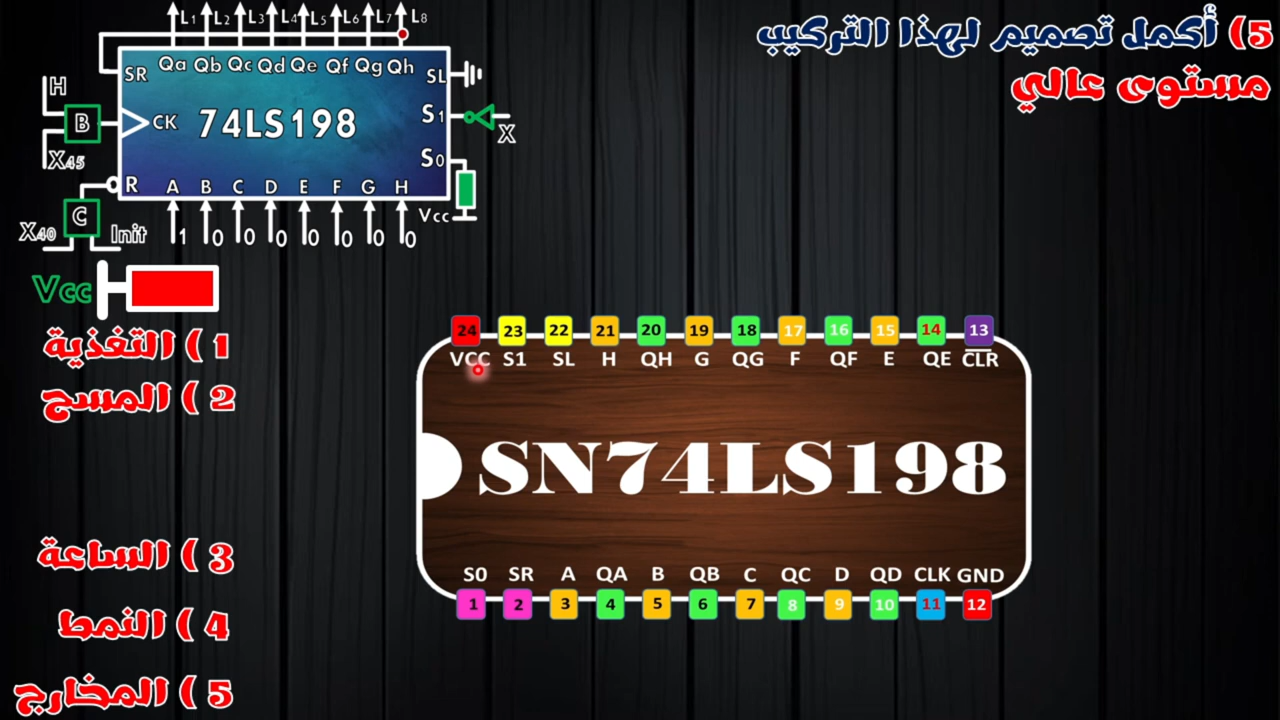 5) أكمل تصميم لهذا التركيب
مستوى عالي
L1 L2 L3 L4 L5 L6 L7 L8
SR Qa Qb Qc Qd Qe Qf Qg Qh SL
H
B
CK 74LS198 S1
X
X45
S0
R A B C D E F G H
Vcc
C
X40 Init
1 0 0 0 0 0 0 0
Vcc
1) التغذية
2) المسح
3) الساعة
4) النمط
5) المخارج
24 23 22 21 20 19 18 17 16 15 14 13
VCC S1 SL H QH G QG F QF E QE CLR
SN74LS198
S0 SR A QA B QB C QC D QD CLK GND
1 2 3 4 5 6 7 8 9 10 11 12